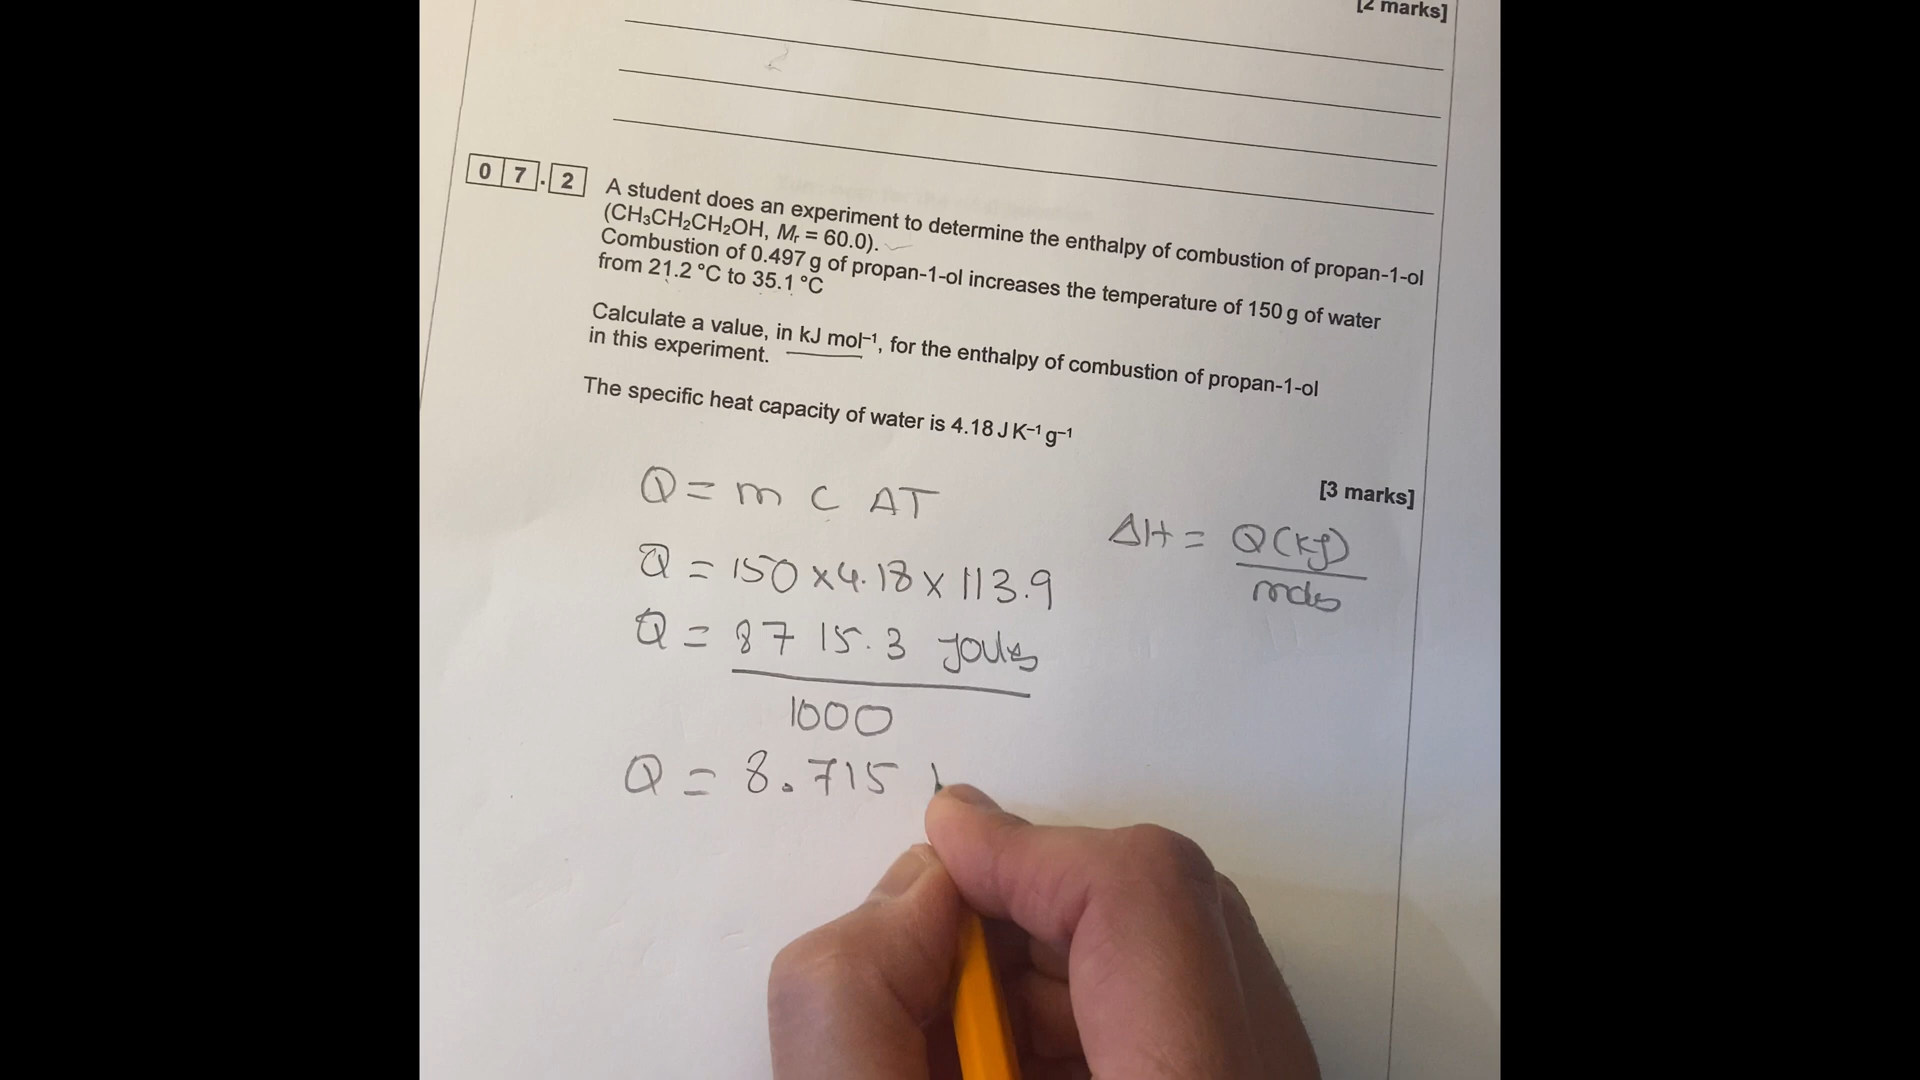 [2 marks]
07.2
A student does an experiment to determine the enthalpy of combustion of propan-1-ol
(CH₃CH₂CH₂OH, Mᵣ = 60.0).
Combustion of 0.497 g of propan-1-ol increases the temperature of 150 g of water
from 21.2 °C to 35.1 °C
Calculate a value, in kJ mol⁻¹, for the enthalpy of combustion of propan-1-ol
in this experiment.
The specific heat capacity of water is 4.18 J K⁻¹ g⁻¹
[3 marks]
Q = m c ΔT
Q = 150 × 4.18 × 113.9
Q = 8715.3 joules
1000
Q = 8.715
ΔH = Q(kJ)
moles